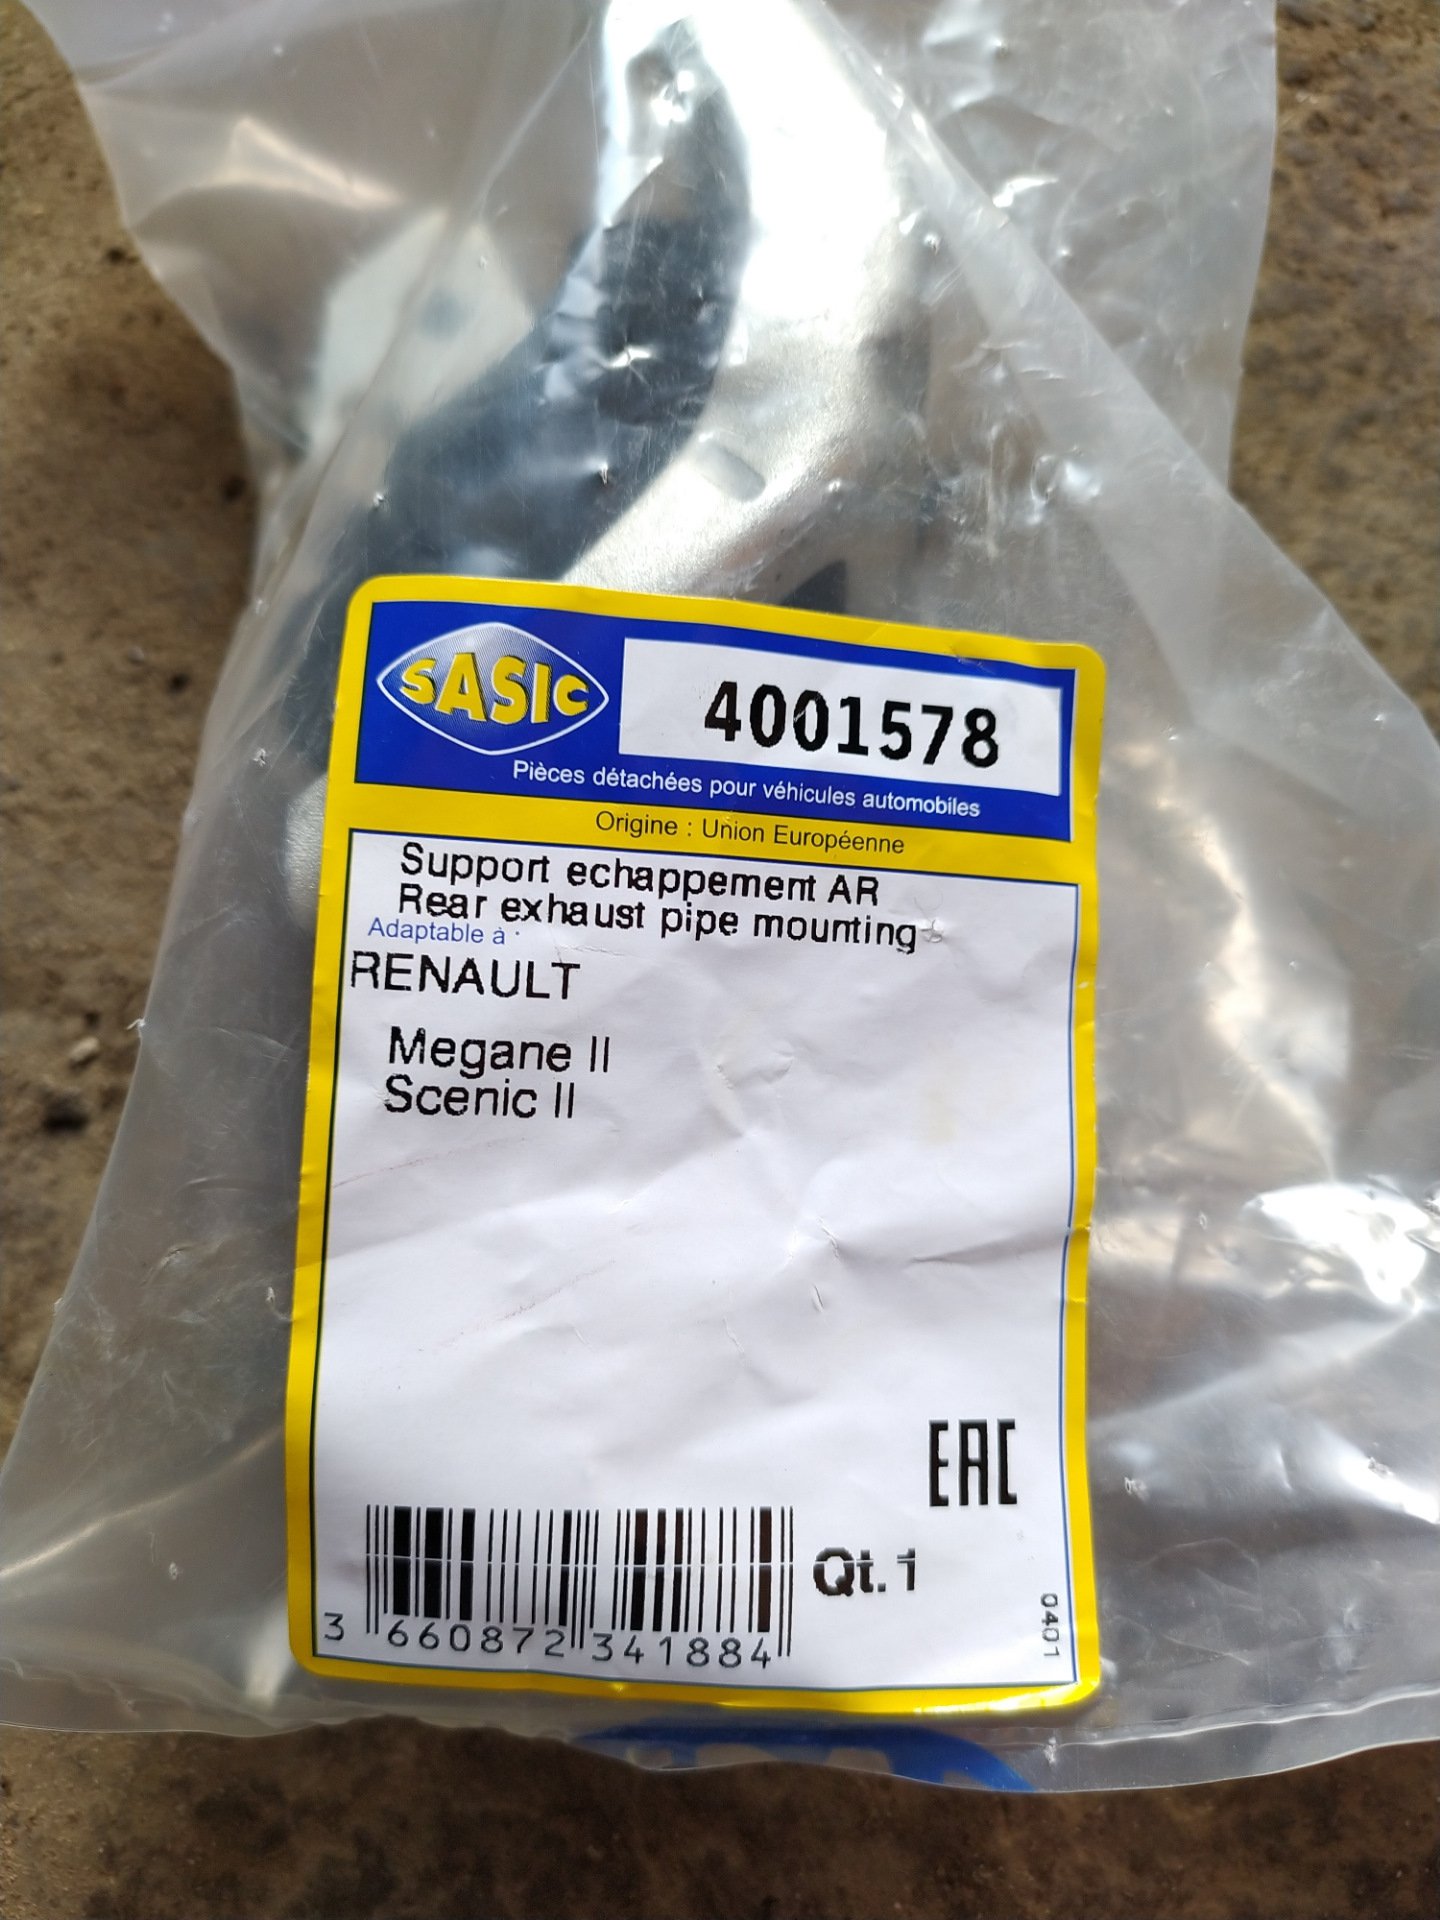 SASIC
4001578
Pièces détachées pour véhicules automobiles
Origine : Union Européenne
Support echappement AR
Rear exhaust pipe mounting
Adaptable à :
RENAULT
Megane II
Scenic II
EAC
Qt. 1
3 660872 341884
0401